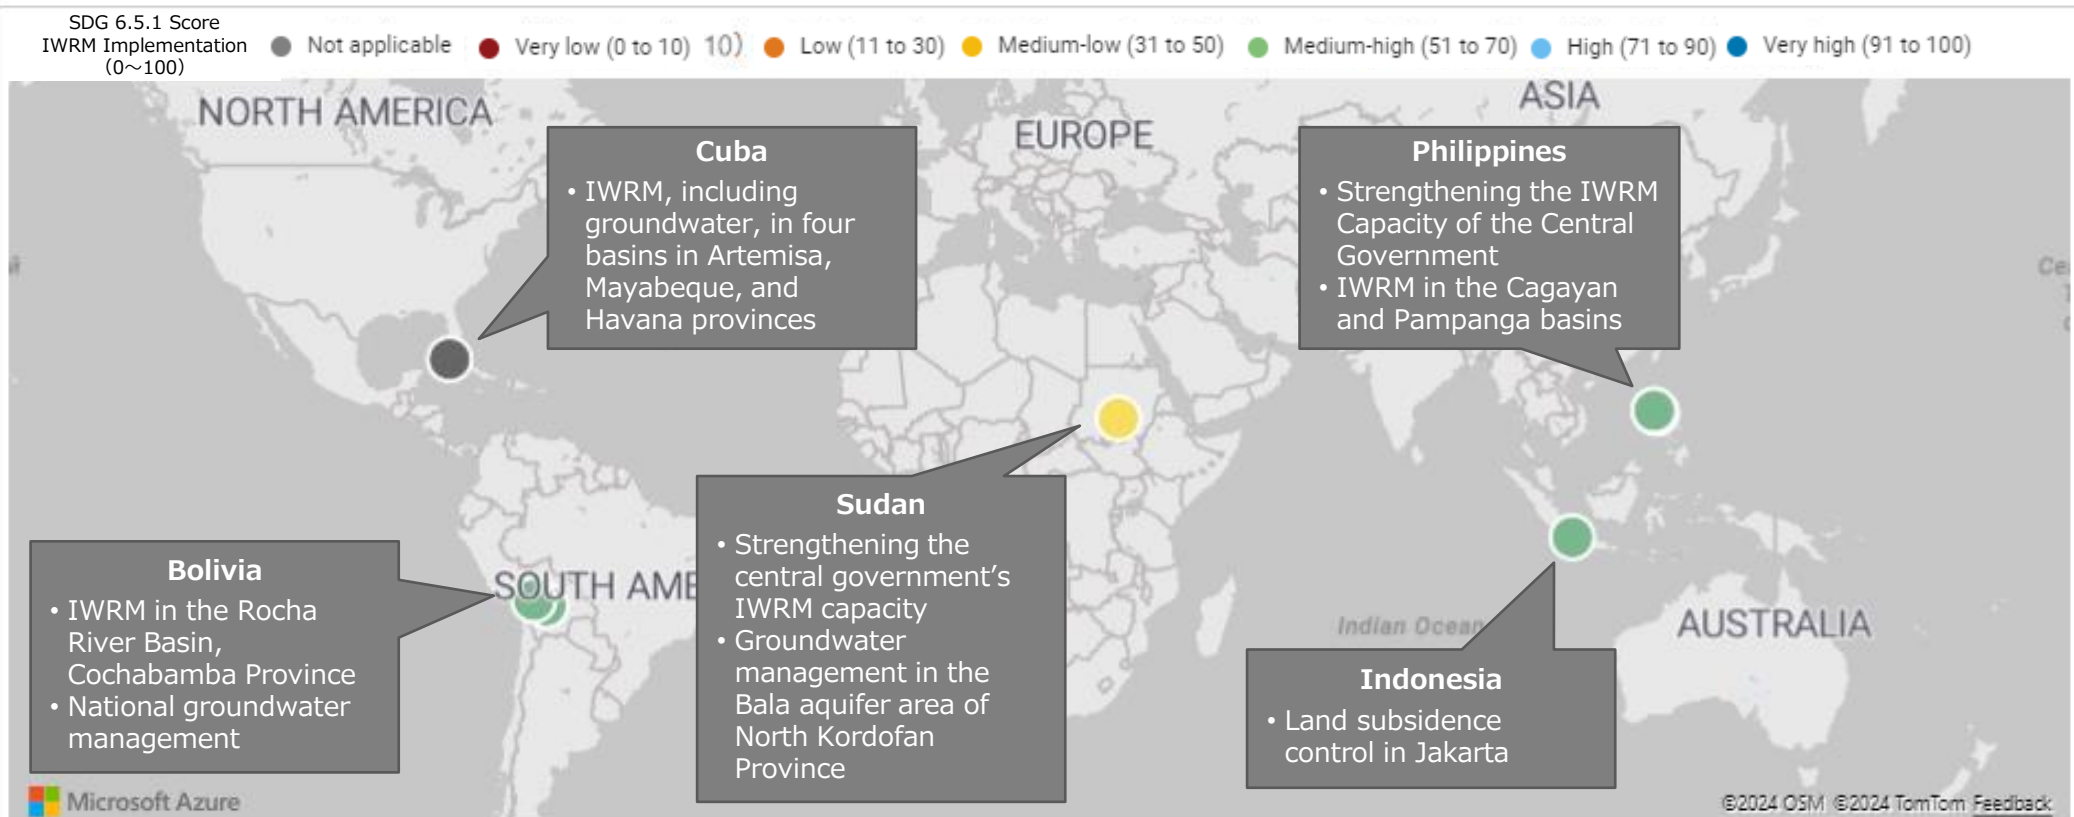 SDG 6.5.1 Score
IWRM Implementation
(0～100)
Not applicable
Very low (0 to 10) 10)
Low (11 to 30)
Medium-low (31 to 50)
Medium-high (51 to 70)
High (71 to 90)
Very high (91 to 100)
NORTH AMERICA
EUROPE
ASIA
Cuba
• IWRM, including
groundwater, in four
basins in Artemisa,
Mayabeque, and
Havana provinces
Philippines
• Strengthening the IWRM
Capacity of the Central
Government
• IWRM in the Cagayan
and Pampanga basins
Ce
Sudan
• Strengthening the
central government’s
IWRM capacity
• Groundwater
management in the
Bala aquifer area of
North Kordofan
Province
Bolivia
• IWRM in the Rocha
River Basin,
Cochabamba Province
• National groundwater
management
SOUTH AME
Indian Ocean
AUSTRALIA
Indonesia
• Land subsidence
control in Jakarta
Microsoft Azure
©2024 OSM ©2024 TomTom Feedback